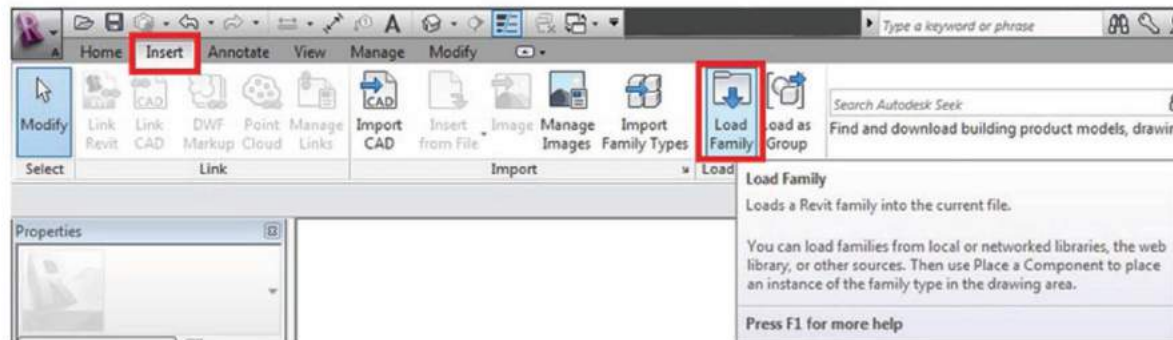 A
Type a keyword or phrase
Home Insert Annotate View Manage Modify
Modify
Link Revit
Link CAD
DWF Markup
Point Cloud
Manage Links
Import CAD
Insert from File
Image
Manage Images
Import Family Types
Load Family
Load as Group
Search Autodesk Seek
Find and download building product models, drawin
Select
Link
Import
Load
Load Family
Loads a Revit family into the current file.
You can load families from local or networked libraries, the web
library, or other sources. Then use Place a Component to place
an instance of the family type in the drawing area.
Press F1 for more help
Properties